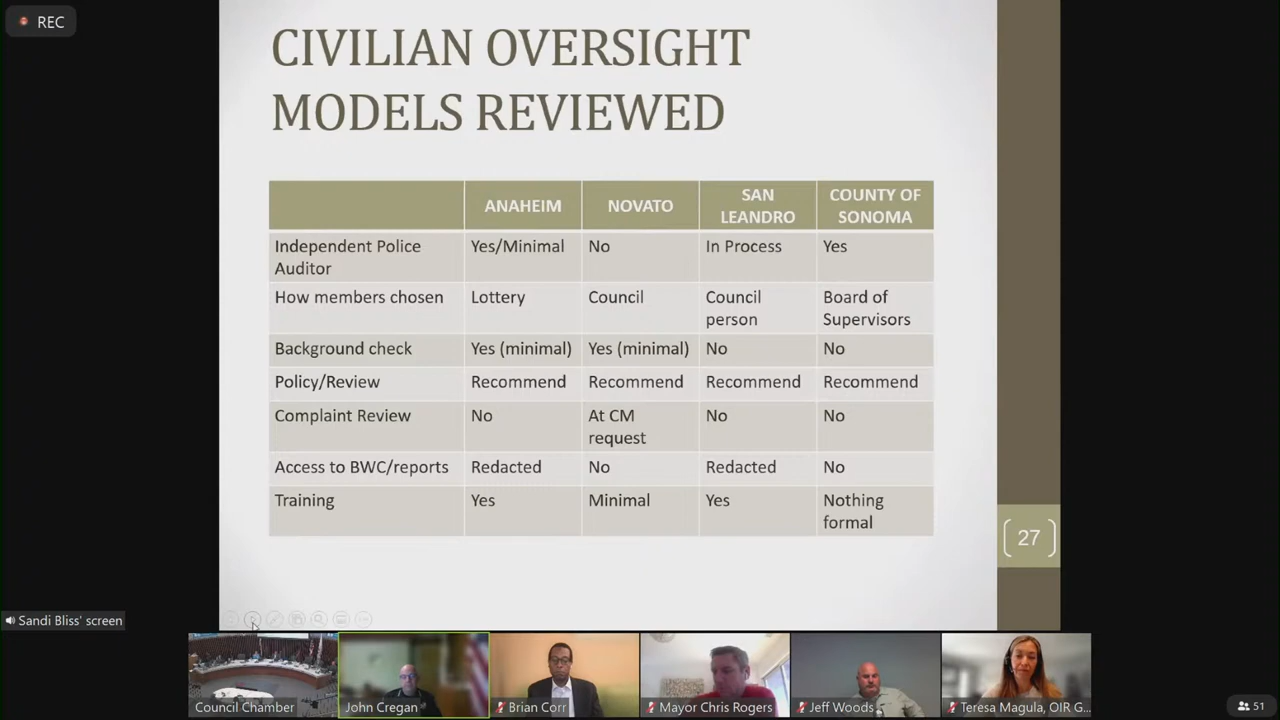 REC
CIVILIAN OVERSIGHT
MODELS REVIEWED
ANAHEIM NOVATO SAN LEANDRO COUNTY OF SONOMA
Independent Police Auditor Yes/Minimal No In Process Yes
How members chosen Lottery Council Council person Board of Supervisors
Background check Yes (minimal) Yes (minimal) No No
Policy/Review Recommend Recommend Recommend Recommend
Complaint Review No At CM request No No
Access to BWC/reports Redacted No Redacted No
Training Yes Minimal Yes Nothing formal
27
Sandi Bliss' screen
Council Chamber
John Cregan
Brian Corr
Mayor Chris Rogers
Jeff Woods
Teresa Magula, OIR G...
51